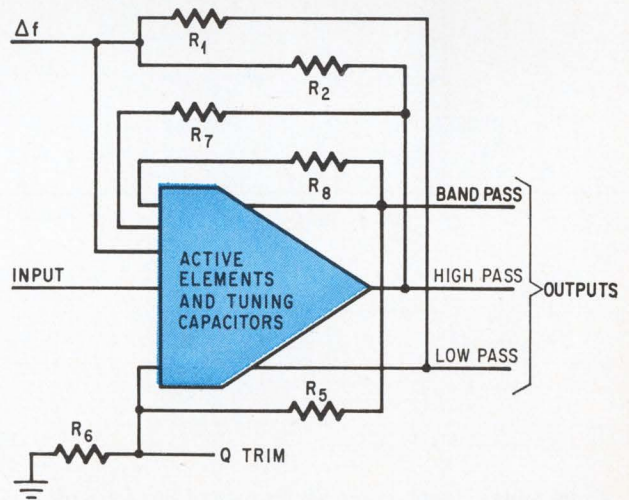 Δf
R1
R2
R7
R8
BAND PASS
INPUT
ACTIVE
ELEMENTS
AND TUNING
CAPACITORS
HIGH PASS
OUTPUTS
LOW PASS
R5
R6
Q TRIM